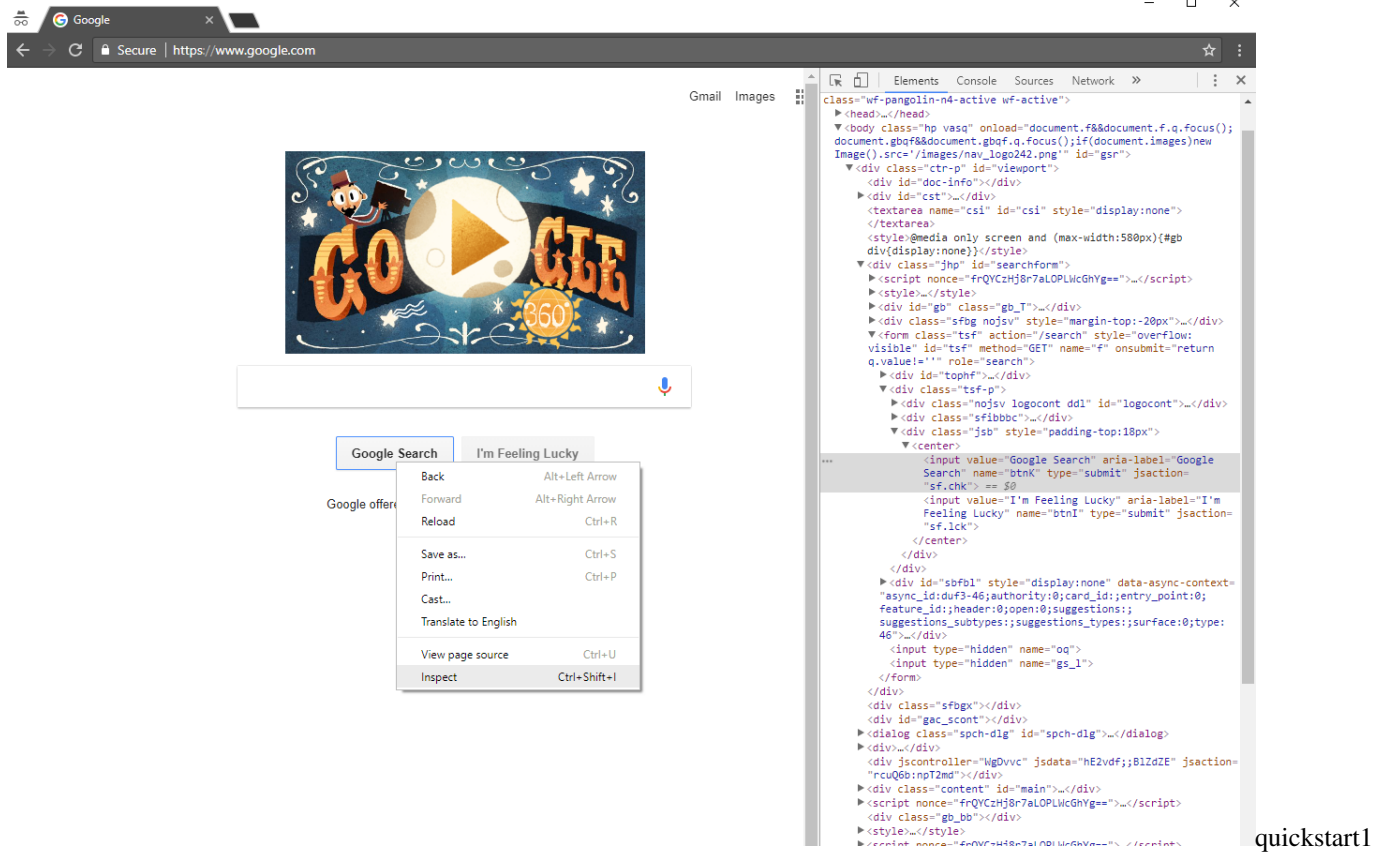 Google
Secure | https://www.google.com
Gmail Images
GOOGLE
360°
Google Search I'm Feeling Lucky
Google offere
Back Alt+Left Arrow
Forward Alt+Right Arrow
Reload Ctrl+R
Save as... Ctrl+S
Print... Ctrl+P
Cast...
Translate to English
View page source Ctrl+U
Inspect Ctrl+Shift+I
Elements Console Sources Network »
class="wf-pangolin-n4-active wf-active">
<head>…</head>
<body class="hp vasq" onload="document.f&&document.f.q.focus();
document.gbqf&&document.gbqf.q.focus();if(document.images)new
Image().src='/images/nav_logo242.png'" id="gsr">
<div class="ctr-p" id="viewport">
<div id="doc-info"></div>
<div id="cst">…</div>
<textarea name="csi" id="csi" style="display:none">
</textarea>
<style>@media only screen and (max-width:580px){#gb
div{display:none}}</style>
<div class="jhp" id="searchform">
<script nonce="frQYCzHj8r7aLOPLWcGhYg==">…</script>
<style>…</style>
<div id="gb" class="gb_T">…</div>
<div class="sfbg nojsv" style="margin-top:-20px">…</div>
<form class="tsf" action="/search" style="overflow:
visible" id="tsf" method="GET" name="f" onsubmit="return
q.value!=''" role="search">
<div id="tophf">…</div>
<div class="tsf-p">
<div class="nojsv logocont ddl" id="logocont">…</div>
<div class="sfibbbc">…</div>
<div class="jsb" style="padding-top:18px">
<center>
<input value="Google Search" aria-label="Google
Search" name="btnK" type="submit" jsaction=
"sf.chk"> == $0
<input value="I'm Feeling Lucky" aria-label="I'm
Feeling Lucky" name="btnI" type="submit" jsaction=
"sf.lck">
</center>
</div>
</div>
<div id="sbfbl" style="display:none" data-async-context=
"async_id:duf3-46;authority:0;card_id:;entry_point:0;
feature_id:;header:0;open:0;suggestions:;
suggestions_subtypes:;suggestions_types:;surface:0;type:
46">…</div>
<input type="hidden" name="oq">
<input type="hidden" name="gs_l">
</form>
</div>
<div class="sfbgx"></div>
<div id="gac_scont"></div>
<dialog class="spch-dlg" id="spch-dlg">…</dialog>
<div>…</div>
<div jscontroller="WgDvvc" jsdata="hE2vdf;;BlZdZE" jsaction=
"rcuQ6b:npT2md"></div>
<div class="content" id="main">…</div>
<script nonce="frQYCzHj8r7aLOPLWcGhYg==">…</script>
<div class="gb_bb"></div>
<style>…</style>
<script nonce="frQYCzHj8r7aLOPLWcGhYg==">…</script>
quickstart1